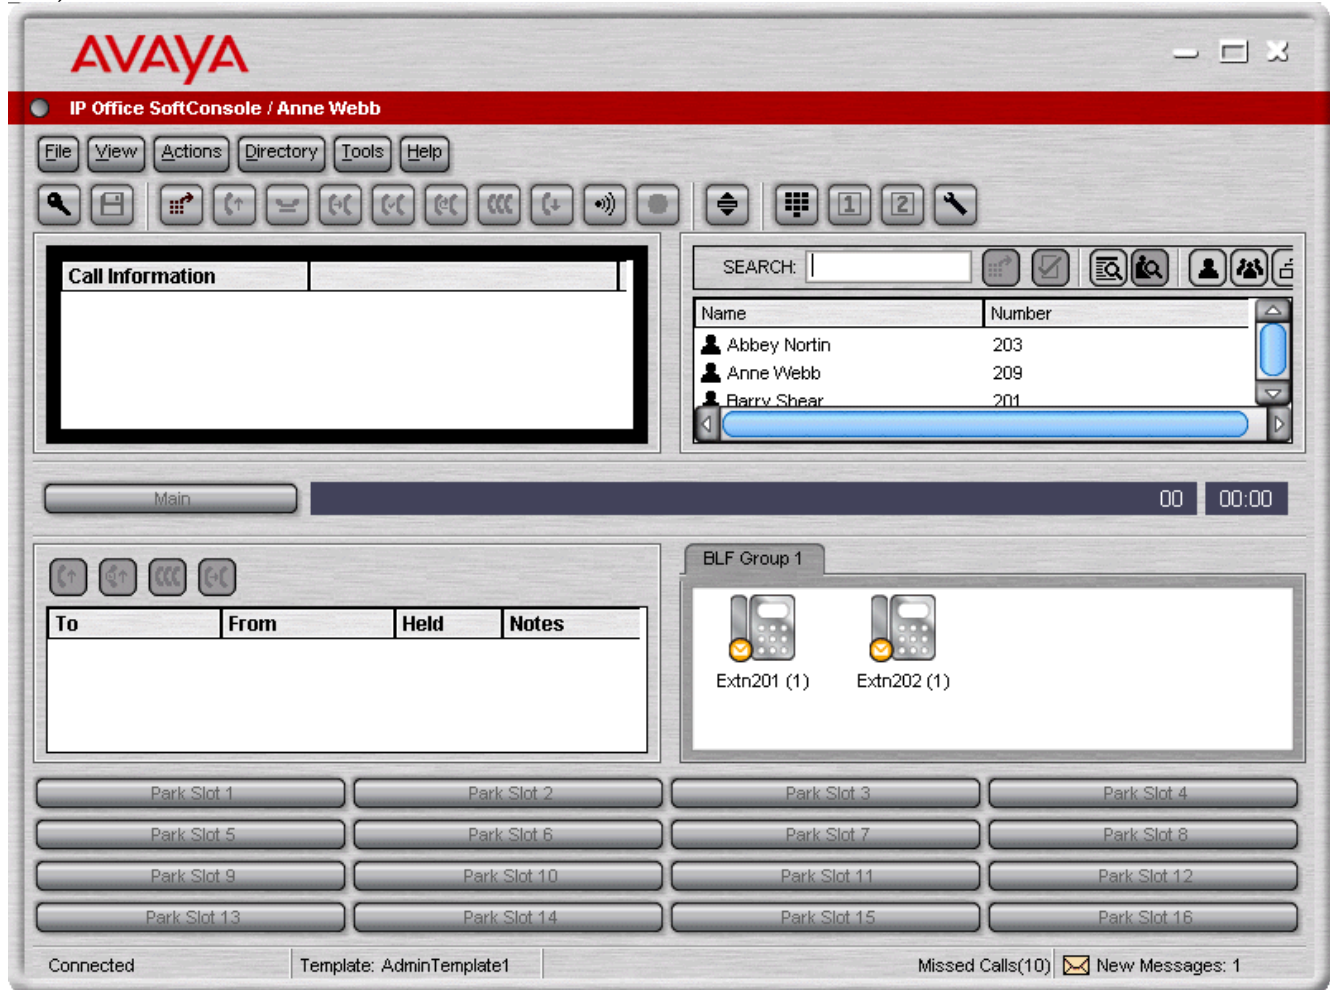 AVAYA
IP Office SoftConsole / Anne Webb
File View Actions Directory Tools Help
1 2
Call Information
SEARCH:
Name Number
Abbey Nortin 203
Anne Webb 209
Barry Shear 201
Main 00 00:00
BLF Group 1
To From Held Notes
Extn201 (1) Extn202 (1)
Park Slot 1 Park Slot 2 Park Slot 3 Park Slot 4
Park Slot 5 Park Slot 6 Park Slot 7 Park Slot 8
Park Slot 9 Park Slot 10 Park Slot 11 Park Slot 12
Park Slot 13 Park Slot 14 Park Slot 15 Park Slot 16
Connected Template: AdminTemplate1 Missed Calls(10) New Messages: 1